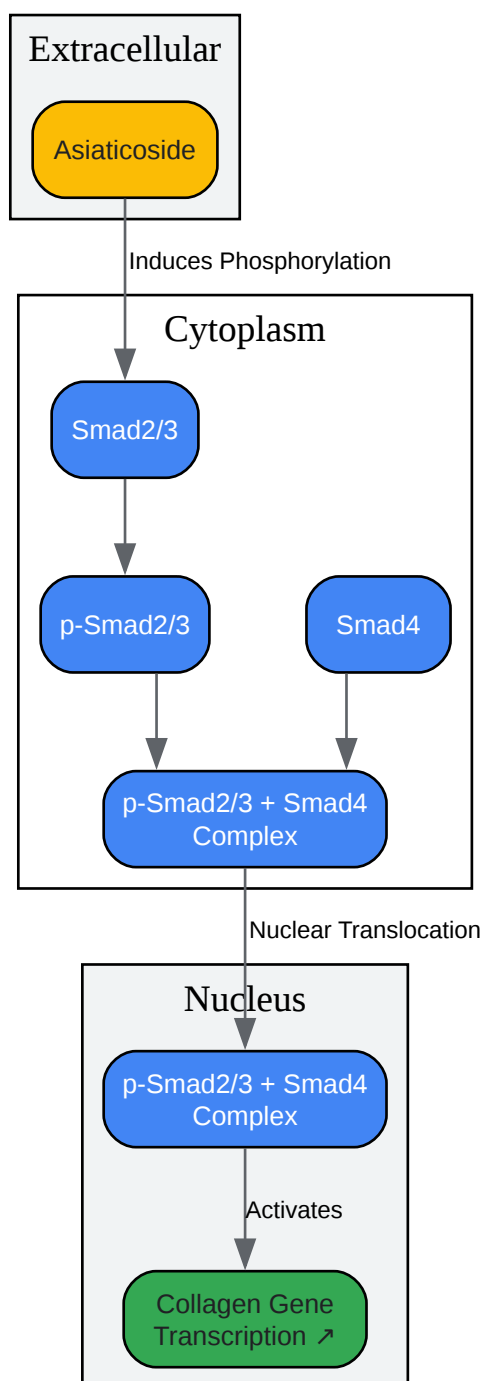 Extracellular
Asiaticoside
Induces Phosphorylation
Cytoplasm
Smad2/3
p-Smad2/3
Smad4
p-Smad2/3 + Smad4
Complex
Nuclear Translocation
Nucleus
p-Smad2/3 + Smad4
Complex
Activates
Collagen Gene
Transcription ↗